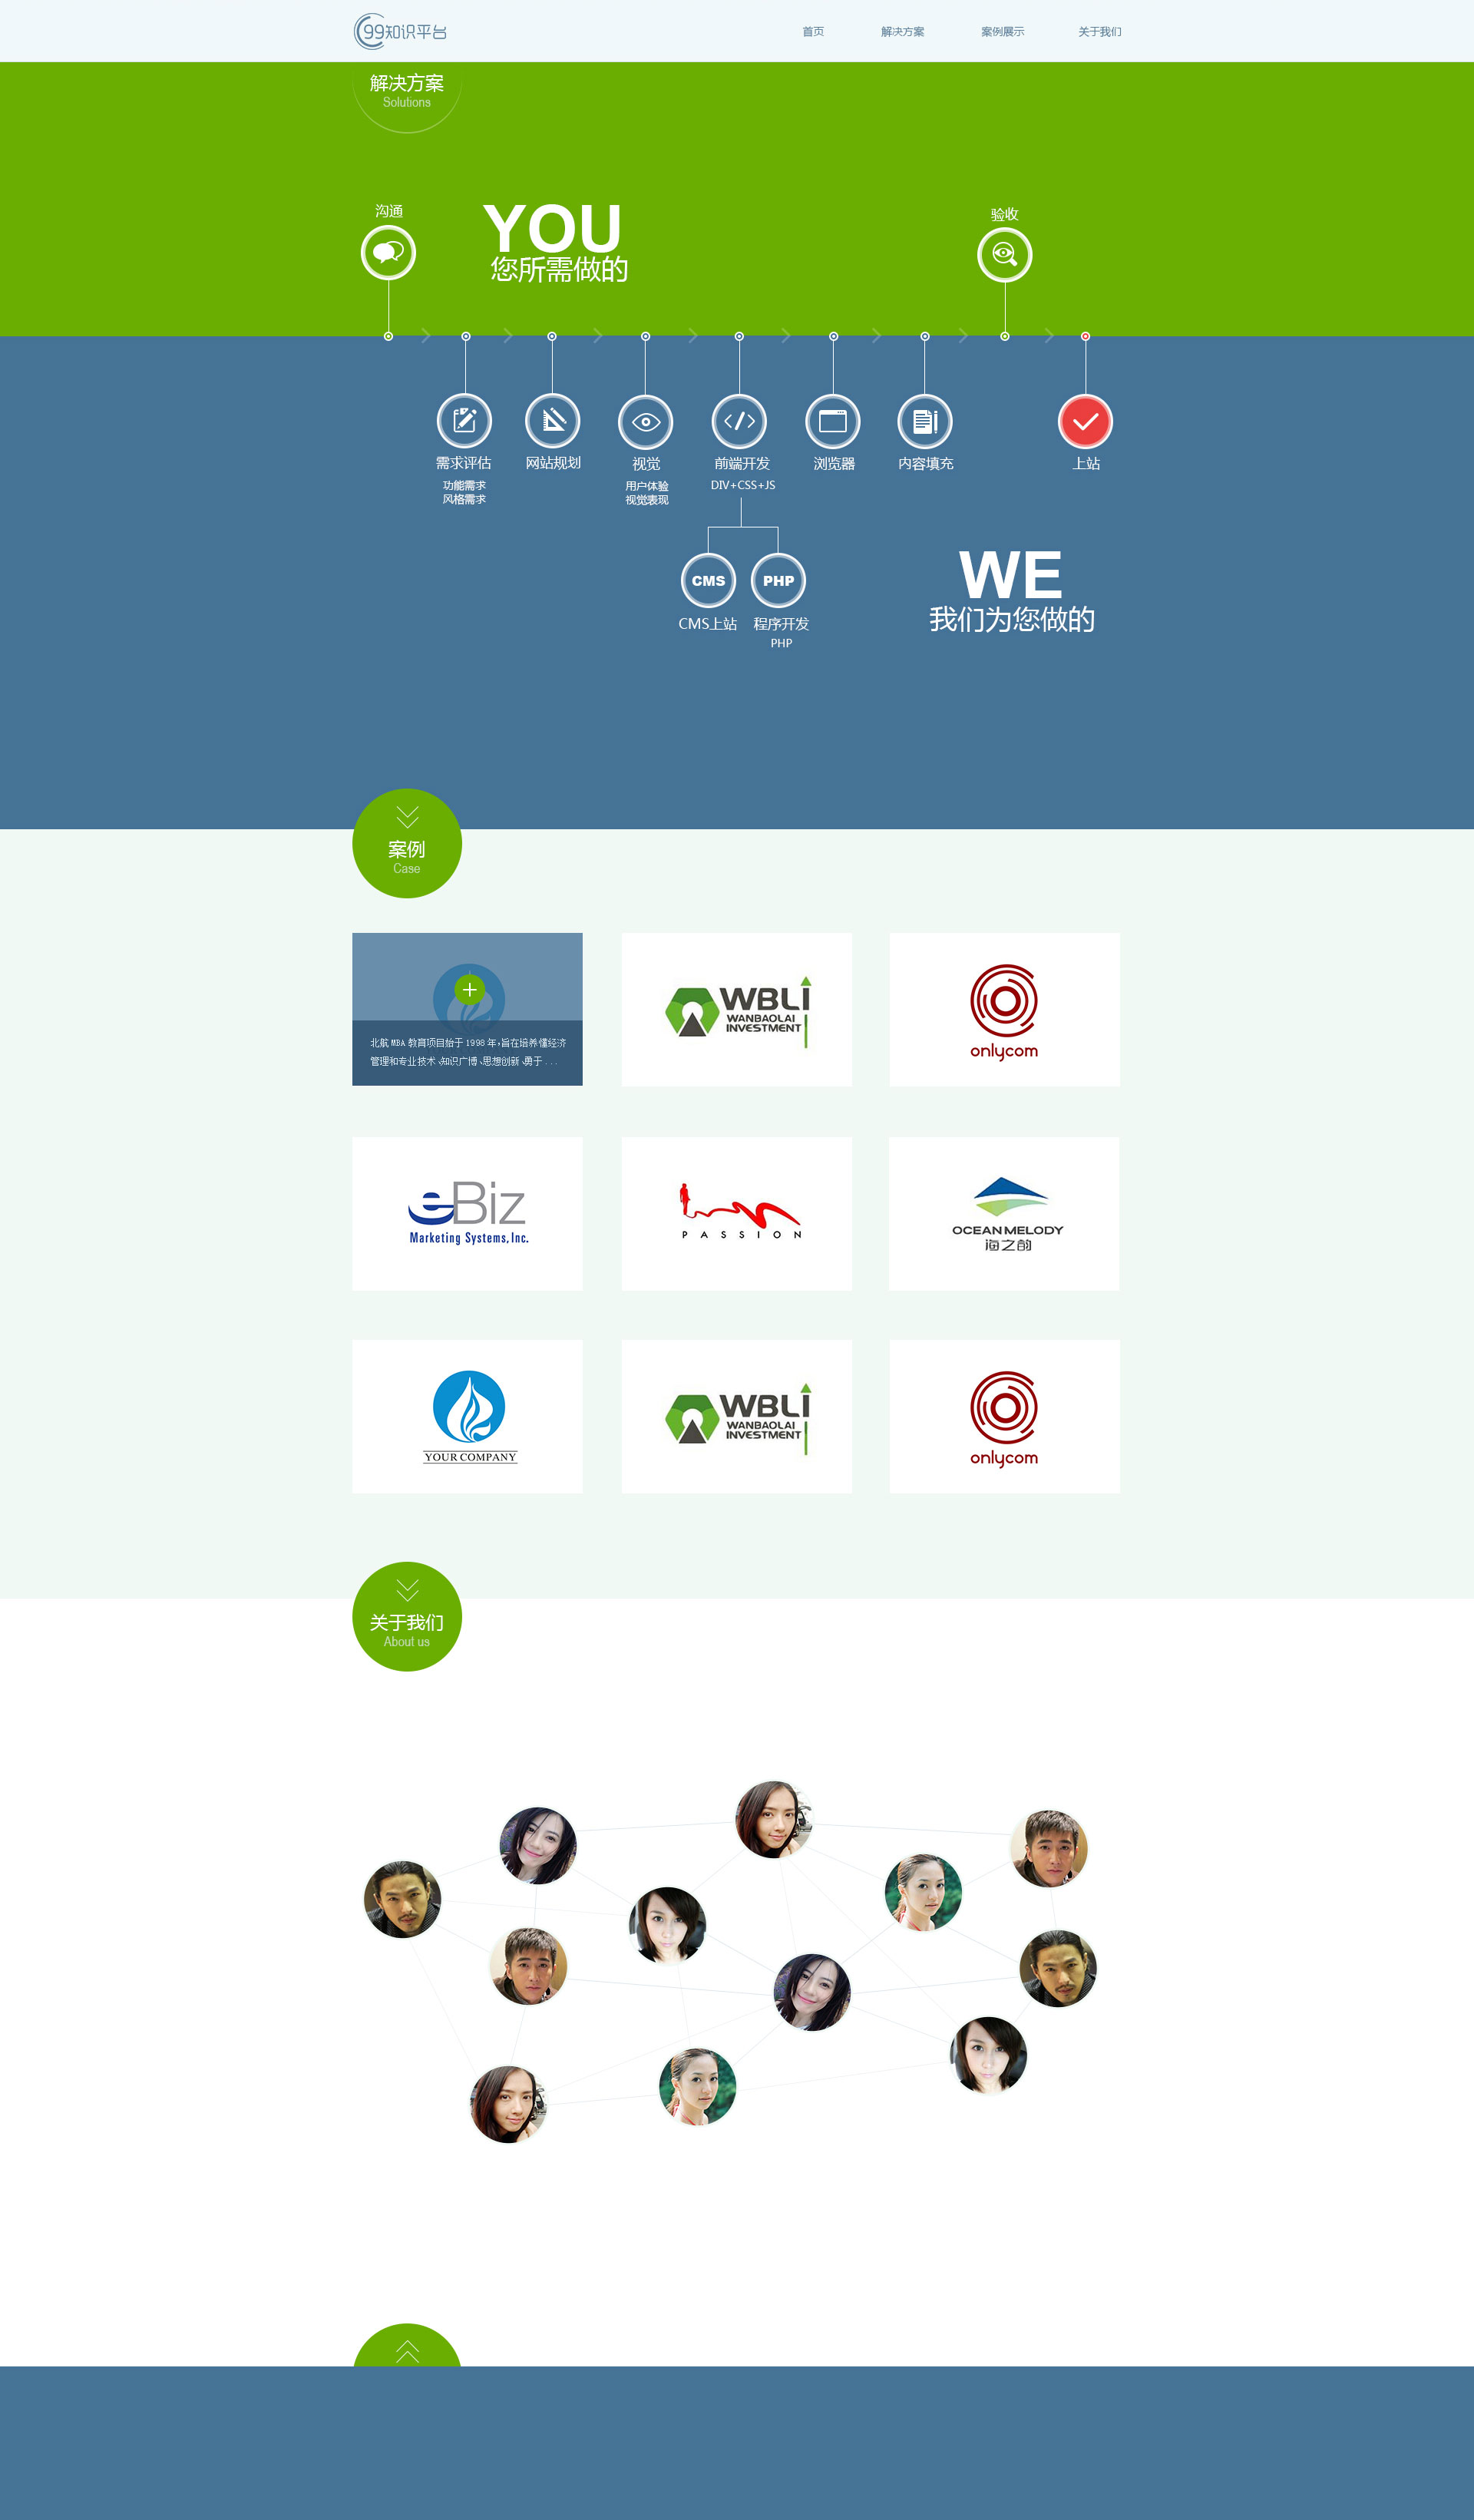 99知识平台
首页
解决方案
案例展示
关于我们
解决方案
Solutions
沟通
YOU
您所需做的
验收
需求评估
功能需求
风格需求
网站规划
视觉
用户体验
视觉表现
前端开发
DIV+CSS+JS
浏览器
内容填充
上站
CMS
PHP
CMS上站
程序开发
PHP
WE
我们为您做的
案例
Case
北航 MBA 教育项目始于 1998 年,旨在培养懂经济
管理和专业技术、知识广博、思想创新、勇于...
WBLi
WANBAOLAI
INVESTMENT
onlycom
eBiz
Marketing Systems, Inc.
PASSION
OCEAN MELODY
海之韵
YOUR COMPANY
WBLi
WANBAOLAI
INVESTMENT
onlycom
关于我们
About us